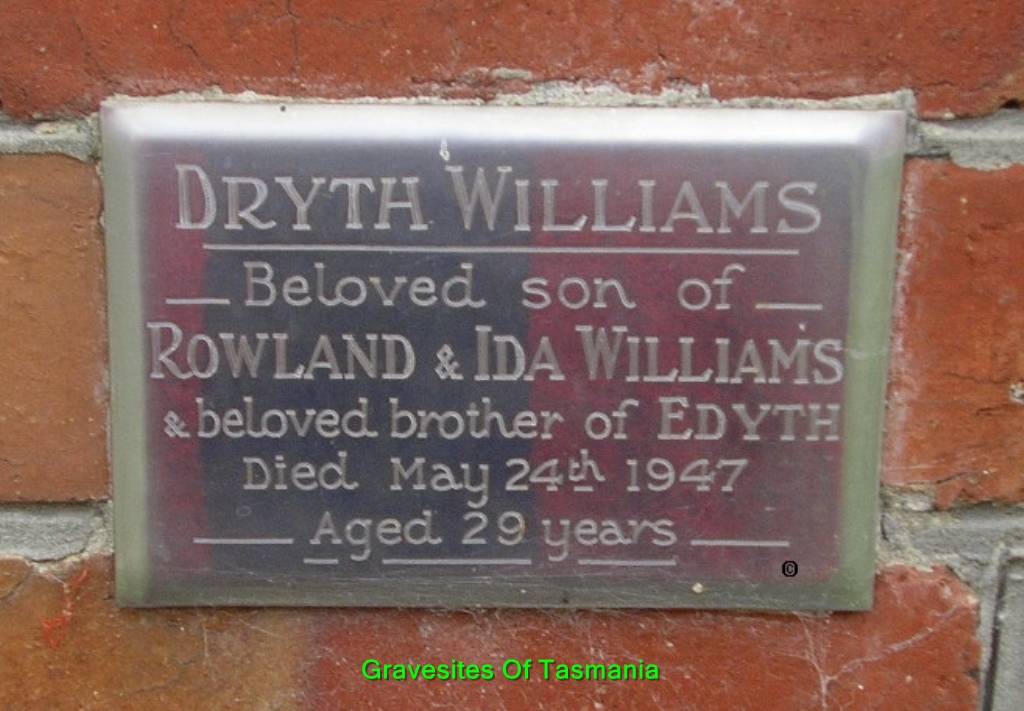 DRYTH WILLIAMS
Beloved son of
ROWLAND & IDA WILLIAMS
& beloved brother of EDYTH
Died May 24th 1947
Aged 29 years
©
Gravesites Of Tasmania